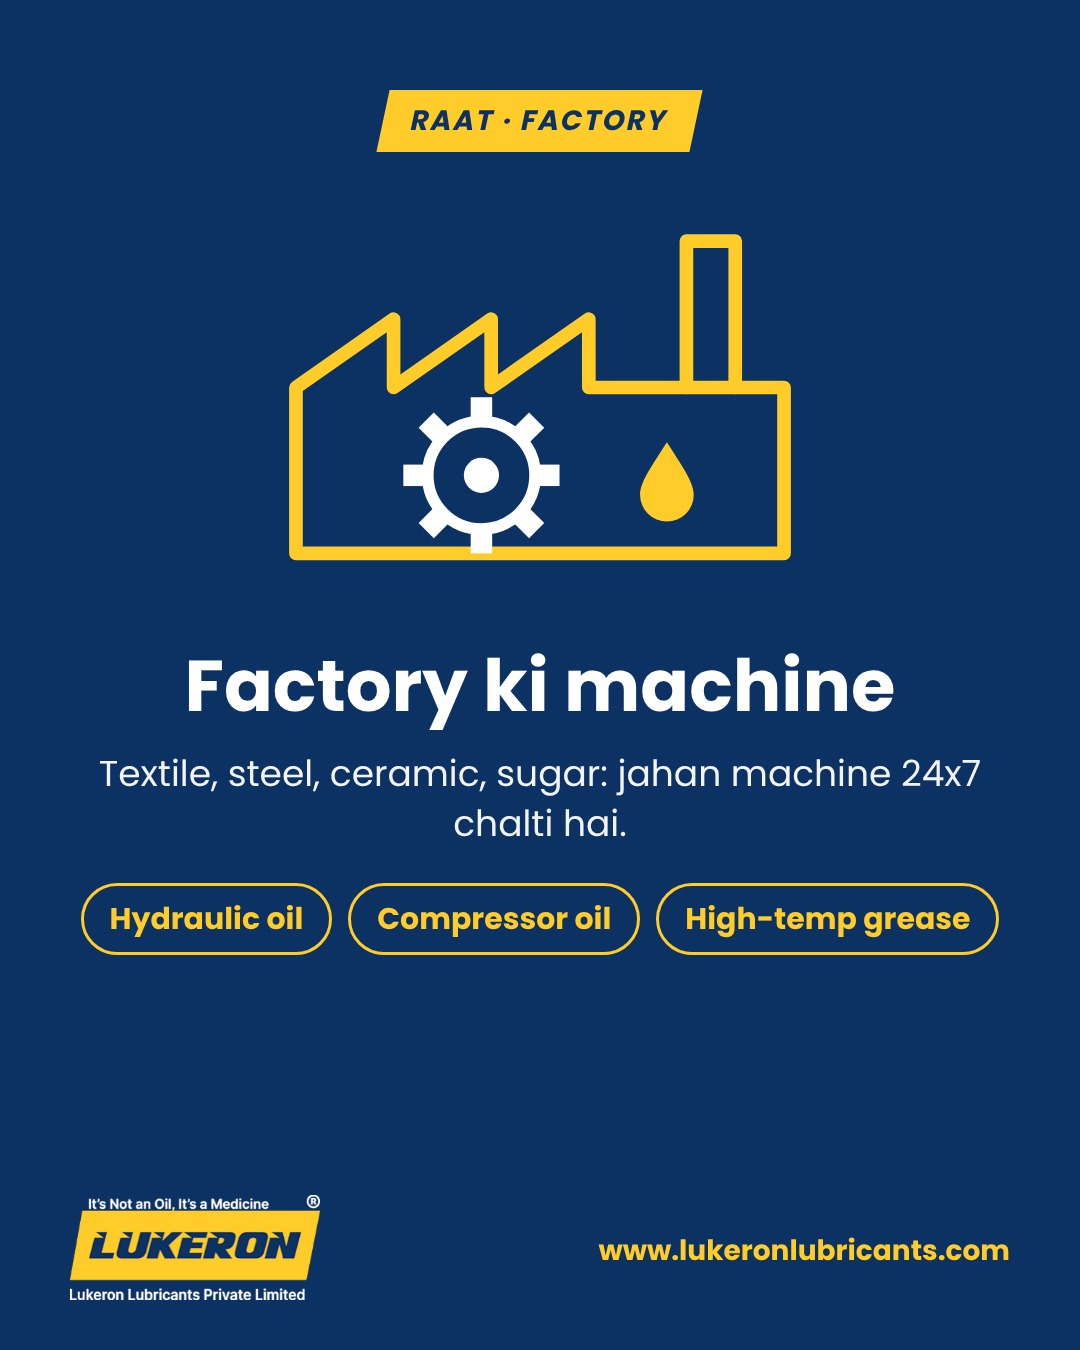 RAAT · FACTORY
Factory ki machine
Textile, steel, ceramic, sugar: jahan machine 24x7
chalti hai.
Hydraulic oil
Compressor oil
High-temp grease
It's Not an Oil, It's a Medicine ®
LUKERON
Lukeron Lubricants Private Limited
www.lukeronlubricants.com